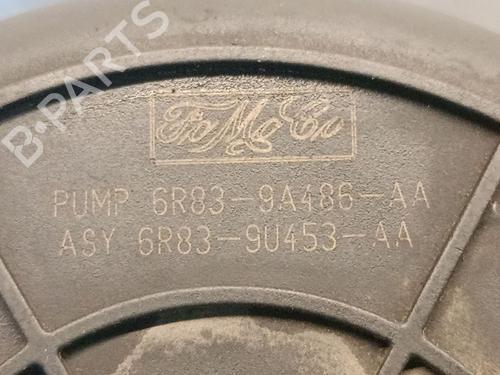 B-PARTS
FoMoCo
PUMP 6R83-9A486-AA
ASY 6R83-9U453-AA